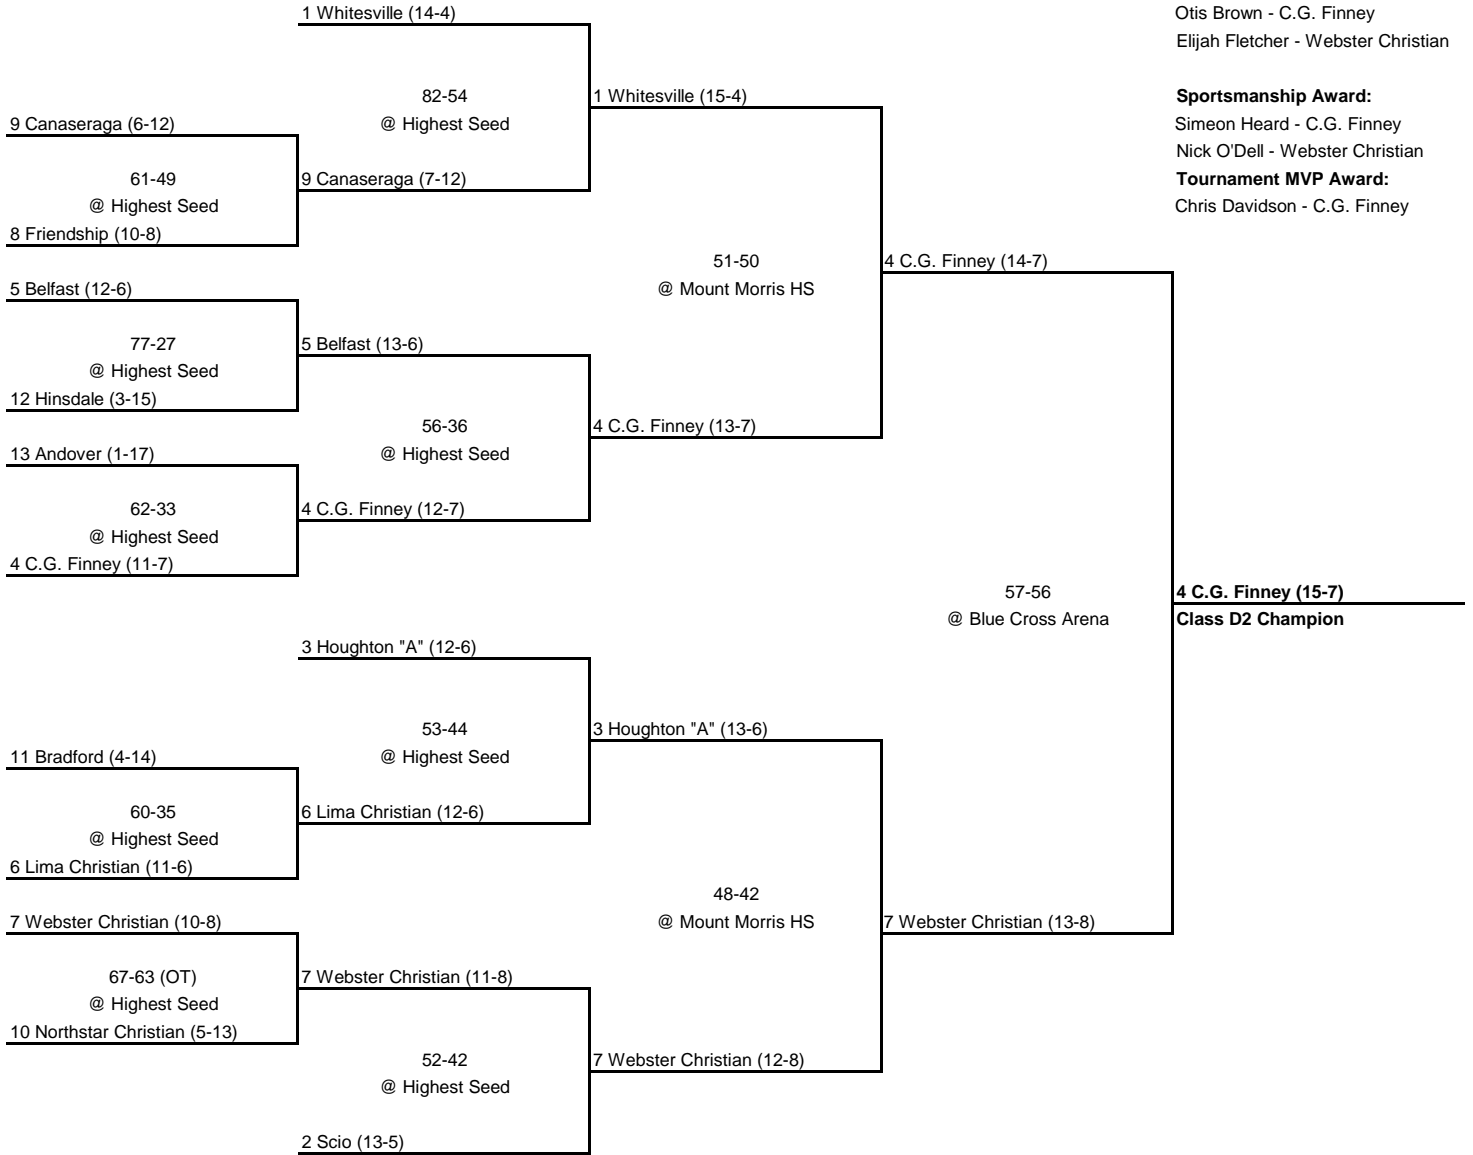 1 Whitesville (14-4)
Otis Brown - C.G. Finney
Elijah Fletcher - Webster Christian
82-54
1 Whitesville (15-4)
Sportsmanship Award:
9 Canaseraga (6-12)
@ Highest Seed
Simeon Heard - C.G. Finney
Nick O'Dell - Webster Christian
61-49
9 Canaseraga (7-12)
Tournament MVP Award:
@ Highest Seed
Chris Davidson - C.G. Finney
8 Friendship (10-8)
51-50
4 C.G. Finney (14-7)
5 Belfast (12-6)
@ Mount Morris HS
77-27
5 Belfast (13-6)
@ Highest Seed
12 Hinsdale (3-15)
56-36
4 C.G. Finney (13-7)
13 Andover (1-17)
@ Highest Seed
62-33
4 C.G. Finney (12-7)
@ Highest Seed
4 C.G. Finney (11-7)
57-56
4 C.G. Finney (15-7)
@ Blue Cross Arena
Class D2 Champion
3 Houghton "A" (12-6)
53-44
3 Houghton "A" (13-6)
11 Bradford (4-14)
@ Highest Seed
60-35
6 Lima Christian (12-6)
@ Highest Seed
6 Lima Christian (11-6)
48-42
7 Webster Christian (10-8)
@ Mount Morris HS
7 Webster Christian (13-8)
67-63 (OT)
7 Webster Christian (11-8)
@ Highest Seed
10 Northstar Christian (5-13)
52-42
7 Webster Christian (12-8)
@ Highest Seed
2 Scio (13-5)